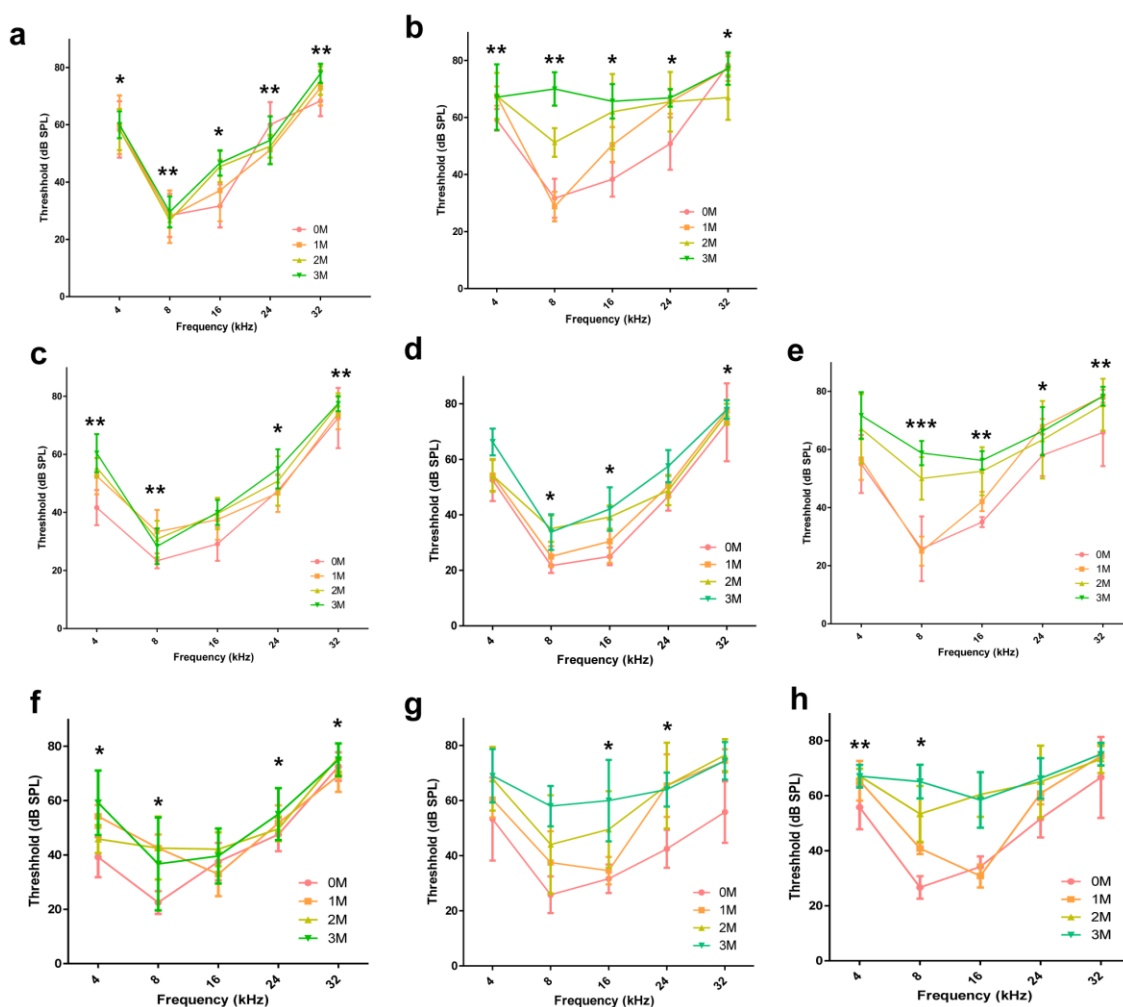 a
Threshhold (dB SPL)
80
60
40
20
0
* ** * ** **
0M
1M
2M
3M
4 8 16 24 32
Frequency (kHz)
b
Threshhold (dB SPL)
80
60
40
20
0
** ** * * *
0M
1M
2M
3M
4 8 16 24 32
Frequency (kHz)
c
Threshhold (dB SPL)
80
60
40
20
0
** ** * **
0M
1M
2M
3M
4 8 16 24 32
Frequency (kHz)
d
Threshhold (dB SPL)
80
60
40
20
0
* * *
0M
1M
2M
3M
4 8 16 24 32
Frequency (kHz)
e
Threshhold (dB SPL)
80
60
40
20
0
*** ** * **
0M
1M
2M
3M
4 8 16 24 32
Frequency (kHz)
f
Threshhold (dB SPL)
80
60
40
20
0
* * * *
0M
1M
2M
3M
4 8 16 24 32
Frequency (kHz)
g
Threshhold (dB SPL)
80
60
40
20
0
* *
0M
1M
2M
3M
4 8 16 24 32
Frequency (kHz)
h
Threshhold (dB SPL)
80
60
40
20
0
** *
0M
1M
2M
3M
4 8 16 24 32
Frequency (kHz)